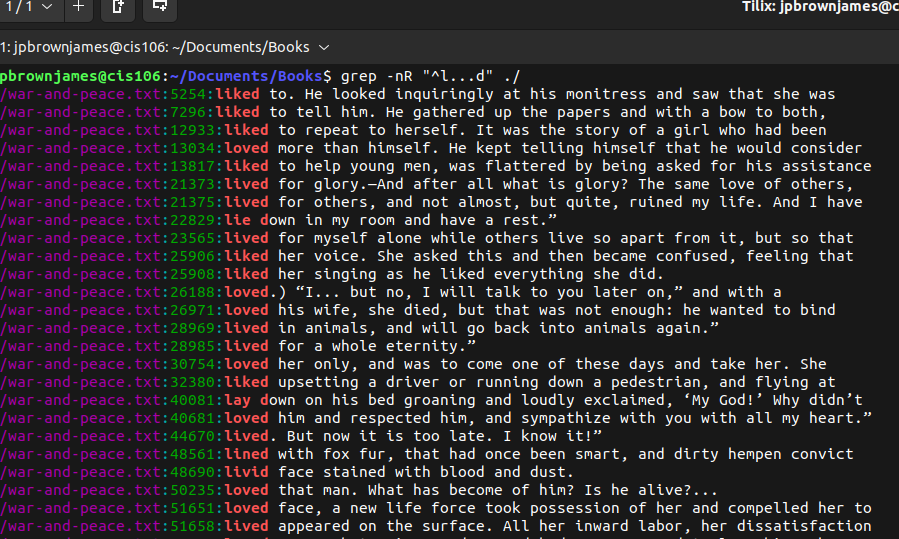 1 / 1
Tilix: jpbrownjames@c
1: jpbrownjames@cis106: ~/Documents/Books
pbrownjames@cis106:~/Documents/Books$ grep -nR "^l...d" ./
/war-and-peace.txt:5254:liked to. He looked inquiringly at his monitress and saw that she was
/war-and-peace.txt:7296:liked to tell him. He gathered up the papers and with a bow to both,
/war-and-peace.txt:12933:liked to repeat to herself. It was the story of a girl who had been
/war-and-peace.txt:13034:loved more than himself. He kept telling himself that he would consider
/war-and-peace.txt:13817:liked to help young men, was flattered by being asked for his assistance
/war-and-peace.txt:21373:lived for glory.—And after all what is glory? The same love of others,
/war-and-peace.txt:21375:lived for others, and not almost, but quite, ruined my life. And I have
/war-and-peace.txt:22829:lie down in my room and have a rest.”
/war-and-peace.txt:23565:lived for myself alone while others live so apart from it, but so that
/war-and-peace.txt:25906:liked her voice. She asked this and then became confused, feeling that
/war-and-peace.txt:25908:liked her singing as he liked everything she did.
/war-and-peace.txt:26188:loved.) “I... but no, I will talk to you later on,” and with a
/war-and-peace.txt:26971:loved his wife, she died, but that was not enough: he wanted to bind
/war-and-peace.txt:28969:lived in animals, and will go back into animals again.”
/war-and-peace.txt:28985:lived for a whole eternity.”
/war-and-peace.txt:30754:loved her only, and was to come one of these days and take her. She
/war-and-peace.txt:32380:liked upsetting a driver or running down a pedestrian, and flying at
/war-and-peace.txt:40081:lay down on his bed groaning and loudly exclaimed, ‘My God!’ Why didn’t
/war-and-peace.txt:40681:loved him and respected him, and sympathize with you with all my heart.”
/war-and-peace.txt:44670:lived. But now it is too late. I know it!”
/war-and-peace.txt:48561:lined with fox fur, that had once been smart, and dirty hempen convict
/war-and-peace.txt:48690:livid face stained with blood and dust.
/war-and-peace.txt:50235:loved that man. What has become of him? Is he alive?...
/war-and-peace.txt:51651:loved face, a new life force took possession of her and compelled her to
/war-and-peace.txt:51658:lived appeared on the surface. All her inward labor, her dissatisfaction